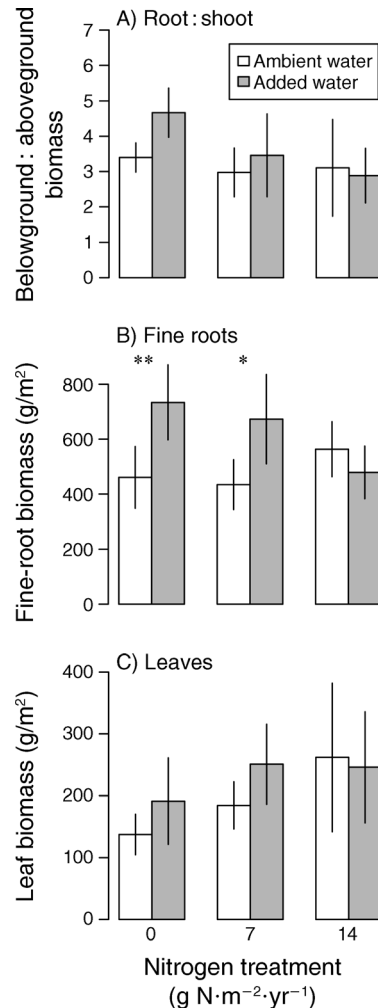 A) Root : shoot
Ambient water
Added water
Belowground : aboveground
biomass
7
6
5
4
3
2
1
0
B) Fine roots
**
*
Fine-root biomass (g/m²)
800
600
400
200
0
C) Leaves
Leaf biomass (g/m²)
400
300
200
100
0
0 7 14
Nitrogen treatment
(g N·m⁻²·yr⁻¹)